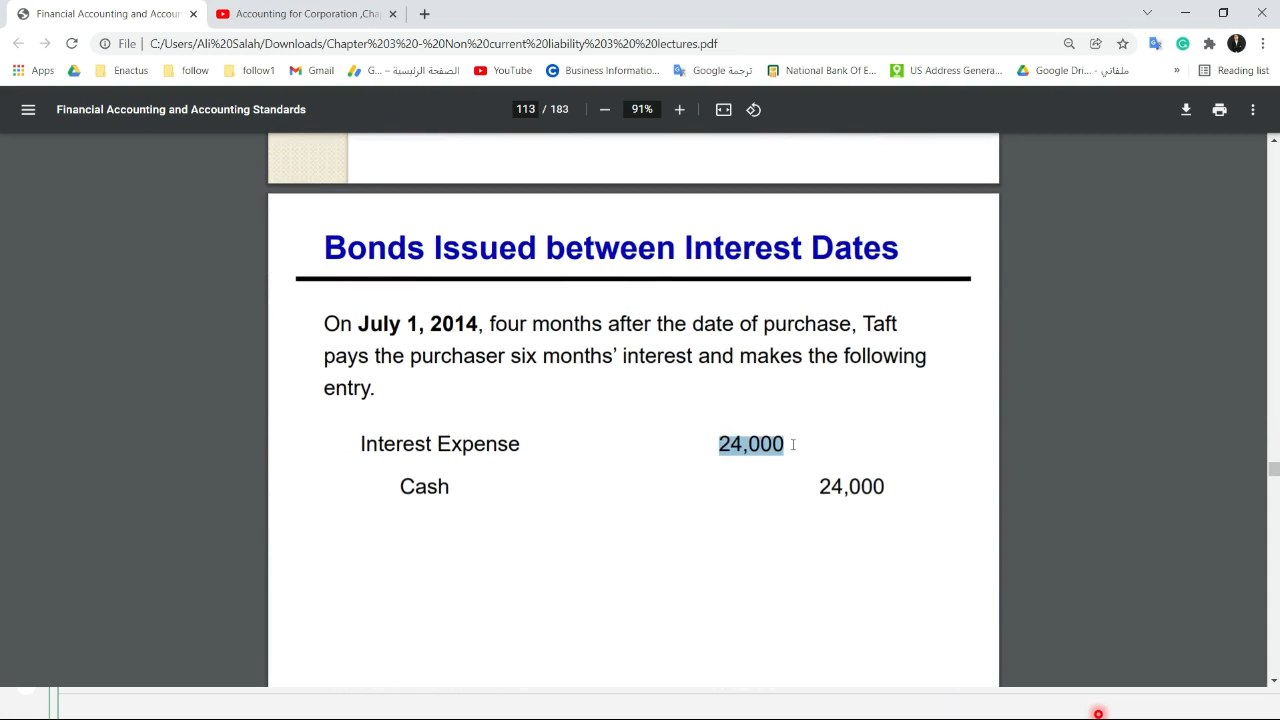 Financial Accounting and Accoun
Accounting for Corporation ,Cha
File
C:/Users/Ali%20Salah/Downloads/Chapter%203%20-%20Non%20current%20liability%203%20%20lectures.pdf
Apps
Enactus
follow
follow1
Gmail
G... – الصفحة الرئيسية
YouTube
Business Informatio...
ترجمة Google
National Bank Of E...
US Address Genera...
ملفاتي - Google Dri...
»
Reading list
Financial Accounting and Accounting Standards
113 / 183
91%
Bonds Issued between Interest Dates
On July 1, 2014, four months after the date of purchase, Taft
pays the purchaser six months’ interest and makes the following
entry.
Interest Expense 24,000
Cash 24,000